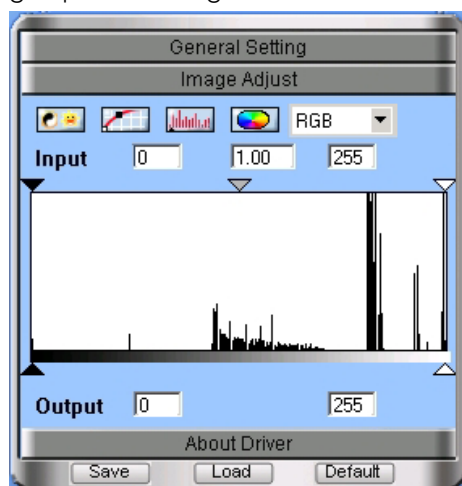 General Setting
Image Adjust
RGB
Input 0 1.00 255
Output 0 255
About Driver
Save Load Default